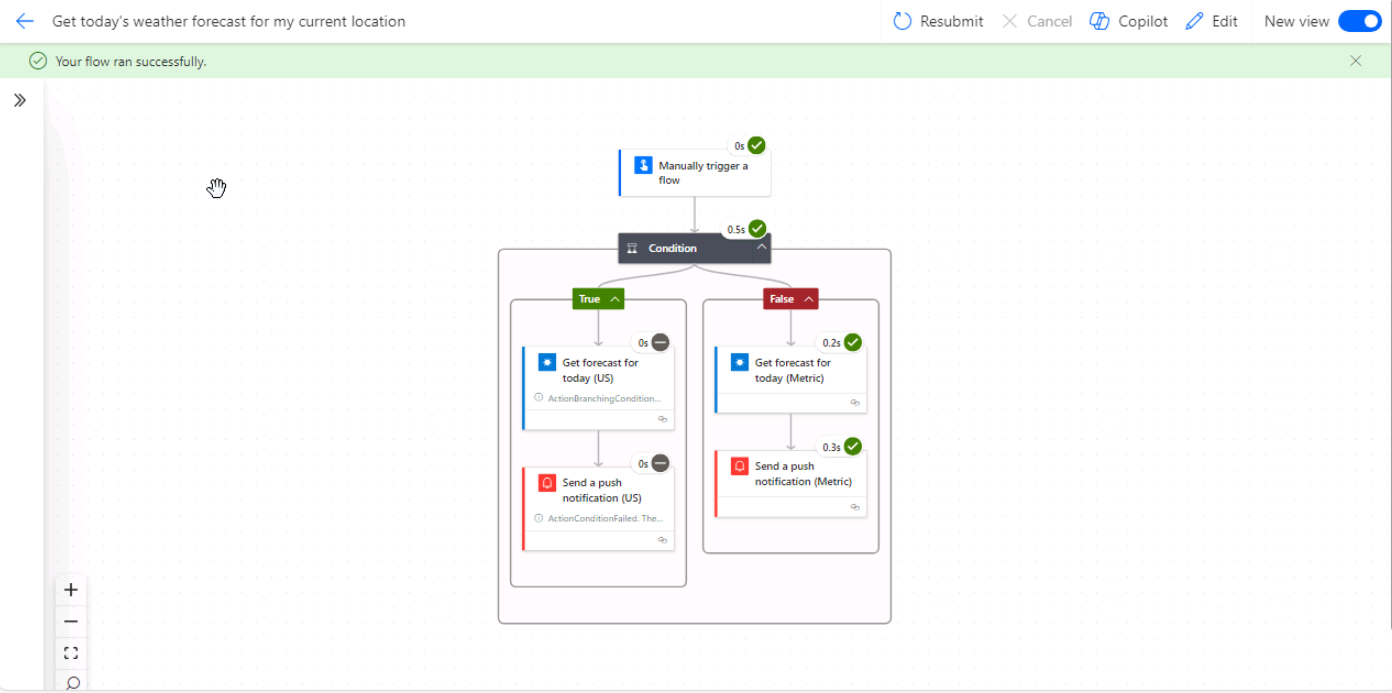 Get today's weather forecast for my current location
Resubmit
Cancel
Copilot
Edit
New view
Your flow ran successfully.
0s
Manually trigger a
flow
0.5s
Condition
True
False
0s
Get forecast for
today (US)
ActionBranchingCondition...
0s
Send a push
notification (US)
ActionConditionFailed. The...
0.2s
Get forecast for
today (Metric)
0.3s
Send a push
notification (Metric)